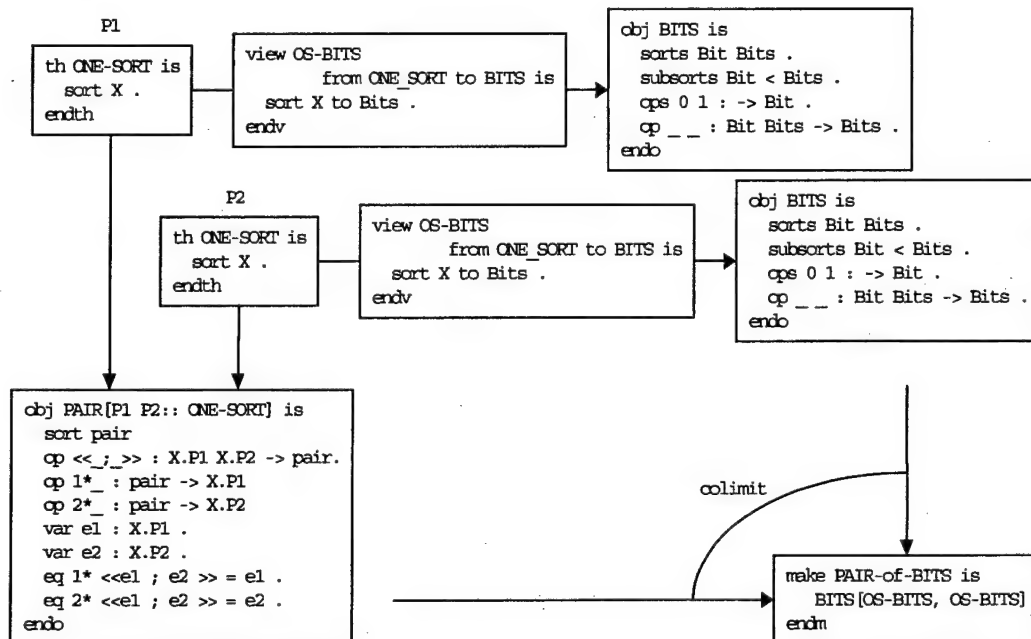 P1
th ONE-SORT is
sort X .
endth
view OS-BITS
from ONE_SORT to BITS is
sort X to Bits .
endv
obj BITS is
sorts Bit Bits .
subsorts Bit < Bits .
ops 0 1 : -> Bit .
op _ _ : Bit Bits -> Bits .
endo
P2
th ONE-SORT is
sort X .
endth
view OS-BITS
from ONE_SORT to BITS is
sort X to Bits .
endv
obj BITS is
sorts Bit Bits .
subsorts Bit < Bits .
ops 0 1 : -> Bit .
op _ _ : Bit Bits -> Bits .
endo
obj PAIR[P1 P2:: ONE-SORT] is
sort pair
op <<_;_>> : X.P1 X.P2 -> pair.
op 1*_ : pair -> X.P1
op 2*_ : pair -> X.P2
var e1 : X.P1 .
var e2 : X.P2 .
eq 1* <<e1 ; e2 >> = e1 .
eq 2* <<e1 ; e2 >> = e2 .
endo
colimit
make PAIR-of-BITS is
BITS[OS-BITS, OS-BITS]
endm